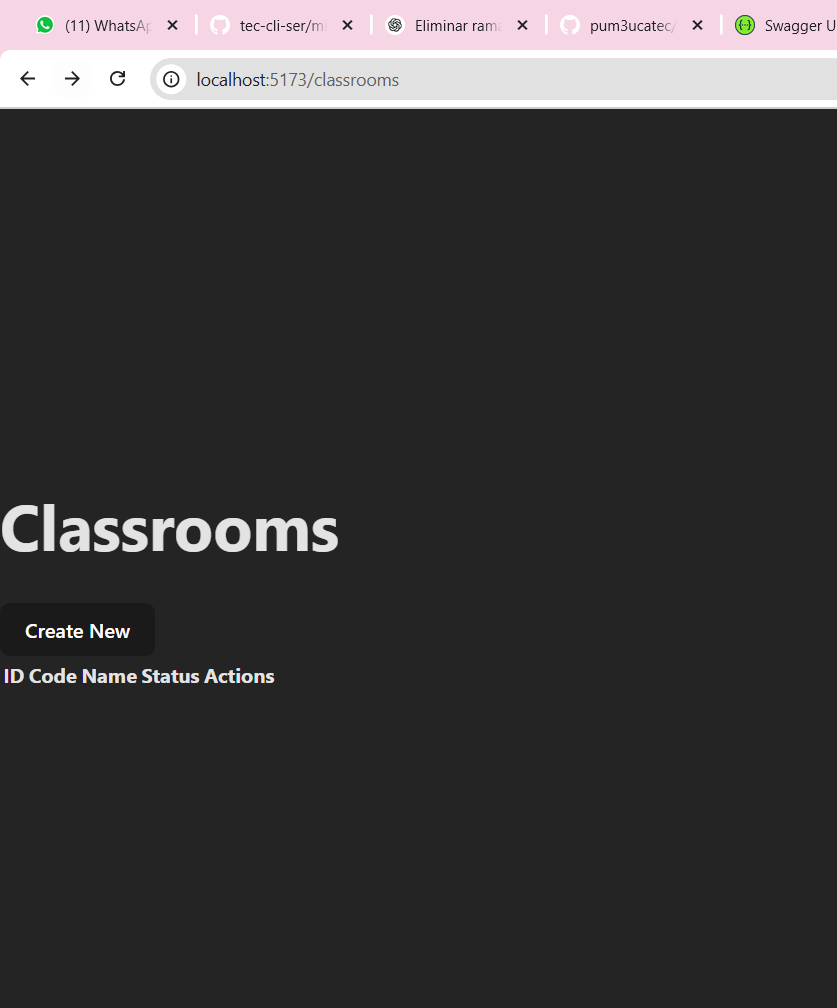 (11) WhatsAp
tec-cli-ser/m
Eliminar rama
pum3ucatec/
Swagger U
localhost:5173/classrooms
Classrooms
Create New
ID Code Name Status Actions